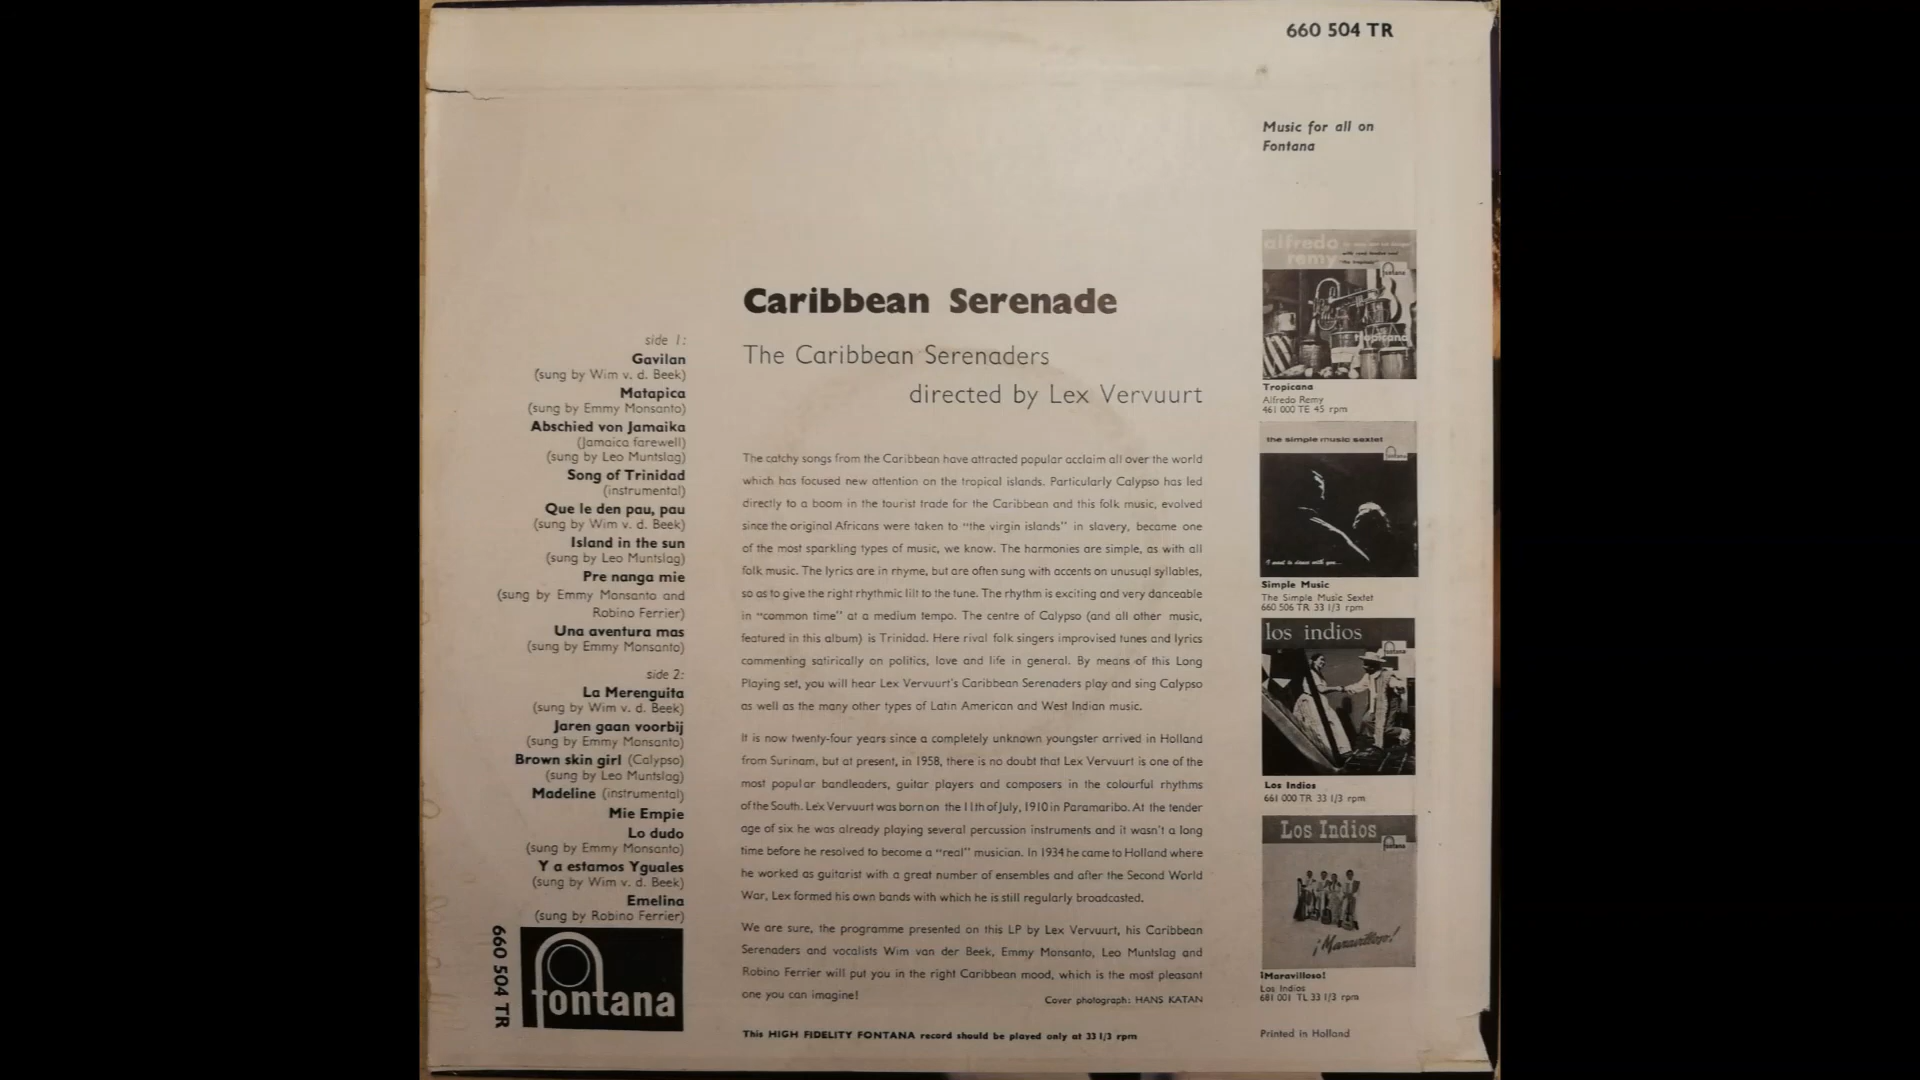 660 504 TR
Music for all on
Fontana
side 1:
Gavilan
(sung by Wim v. d. Beek)
Matapica
(sung by Emmy Monsanto)
Abschied von Jamaika
(Jamaica farewell)
(sung by Leo Muntslag)
Song of Trinidad
(instrumental)
Que le den pau, pau
(sung by Wim v. d. Beek)
Island in the sun
(sung by Leo Muntslag)
Pre nanga mie
(sung by Emmy Monsanto and
Robino Ferrier)
Una aventura mas
(sung by Emmy Monsanto)
side 2:
La Merenguita
(sung by Wim v. d. Beek)
Jaren gaan voorbij
(sung by Emmy Monsanto)
Brown skin girl (Calypso)
(sung by Leo Muntslag)
Madeline (instrumental)
Mie Empie
Lo dudo
(sung by Emmy Monsanto)
Y a estamos Yguales
(sung by Wim v. d. Beek)
Emelina
(sung by Robino Ferrier)
660 504 TR
fontana
Caribbean Serenade
The Caribbean Serenaders
directed by Lex Vervuurt
The catchy songs from the Caribbean have attracted popular acclaim all over the world
which has focused new attention on the tropical islands. Particularly Calypso has led
directly to a boom in the tourist trade for the Caribbean and this folk music, evolved
since the original Africans were taken to "the virgin islands" in slavery, became one
of the most sparkling types of music, we know. The harmonies are simple, as with all
folk music. The lyrics are in rhyme, but are often sung with accents on unusual syllables,
so as to give the right rhythmic lilt to the tune. The rhythm is exciting and very danceable
in "common time" at a medium tempo. The centre of Calypso (and all other music,
featured in this album) is Trinidad. Here rival folk singers improvised tunes and lyrics
commenting satirically on politics, love and life in general. By means of this Long
Playing set, you will hear Lex Vervuurt's Caribbean Serenaders play and sing Calypso
as well as the many other types of Latin American and West Indian music.
It is now twenty-four years since a completely unknown youngster arrived in Holland
from Surinam, but at present, in 1958, there is no doubt that Lex Vervuurt is one of the
most popular bandleaders, guitar players and composers in the colourful rhythms
of the South. Lex Vervuurt was born on the 11th of July, 1910 in Paramaribo. At the tender
age of six he was already playing several percussion instruments and it wasn't a long
time before he resolved to become a "real" musician. In 1934 he came to Holland where
he worked as guitarist with a great number of ensembles and after the Second World
War, Lex formed his own bands with which he is still regularly broadcasted.
We are sure, the programme presented on this LP by Lex Vervuurt, his Caribbean
Serenaders and vocalists Wim van der Beek, Emmy Monsanto, Leo Muntslag and
Robino Ferrier will put you in the right Caribbean mood, which is the most pleasant
one you can imagine!
Cover photograph: HANS KATAN
This HIGH FIDELITY FONTANA record should be played only at 33 1/3 rpm
alfredo
remy
fontana
tropicana
Tropicana
Alfredo Remy
461 000 TE 45 rpm
the simple music sextet
fontana
I want to dance with you...
Simple Music
The Simple Music Sextet
660 506 TR 33 1/3 rpm
los indios
fontana
Los Indios
661 000 TR 33 1/3 rpm
Los Indios
fontana
¡Maravilloso!
¡Maravilloso!
Los Indios
681 001 TL 33 1/3 rpm
Printed in Holland